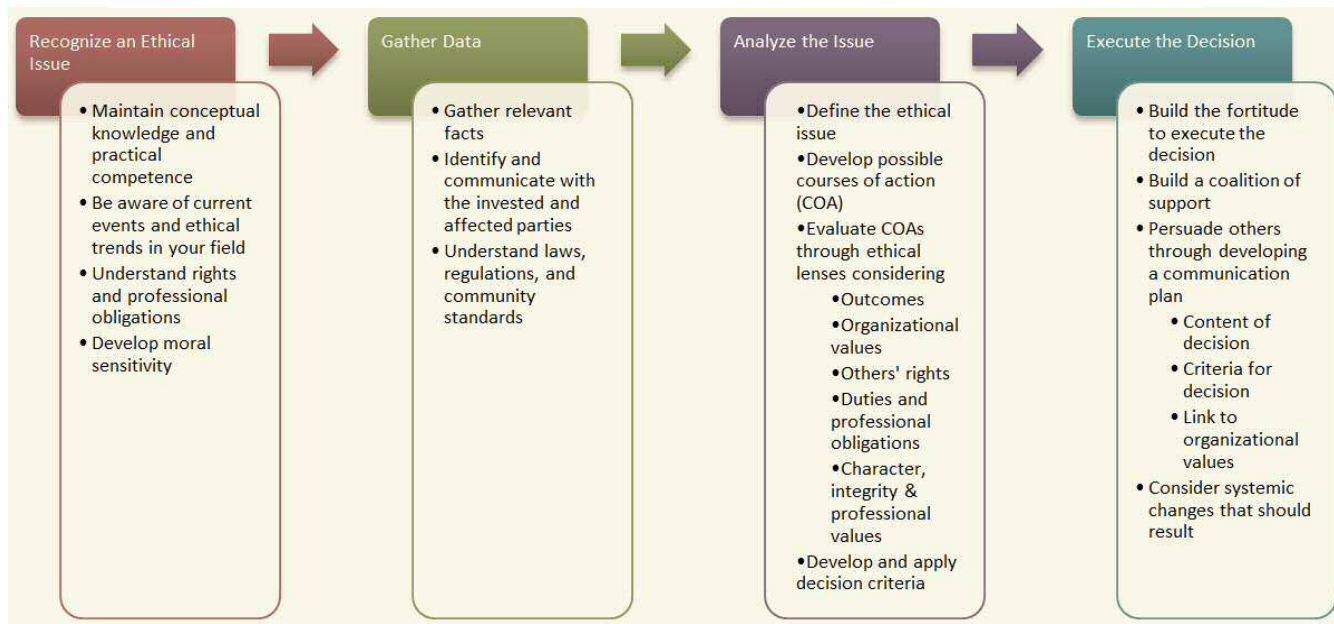 Recognize an Ethical
Issue
• Maintain conceptual
knowledge and
practical
competence
• Be aware of current
events and ethical
trends in your field
• Understand rights
and professional
obligations
• Develop moral
sensitivity
Gather Data
• Gather relevant
facts
• Identify and
communicate with
the invested and
affected parties
• Understand laws,
regulations, and
community
standards
Analyze the Issue
•Define the ethical
issue
•Develop possible
courses of action
(COA)
•Evaluate COAs
through ethical
lenses considering
•Outcomes
•Organizational
values
•Others' rights
•Duties and
professional
obligations
•Character,
integrity &
professional
values
•Develop and apply
decision criteria
Execute the Decision
• Build the fortitude
to execute the
decision
• Build a coalition of
support
• Persuade others
through developing
a communication
plan
• Content of
decision
• Criteria for
decision
• Link to
organizational
values
• Consider systemic
changes that should
result